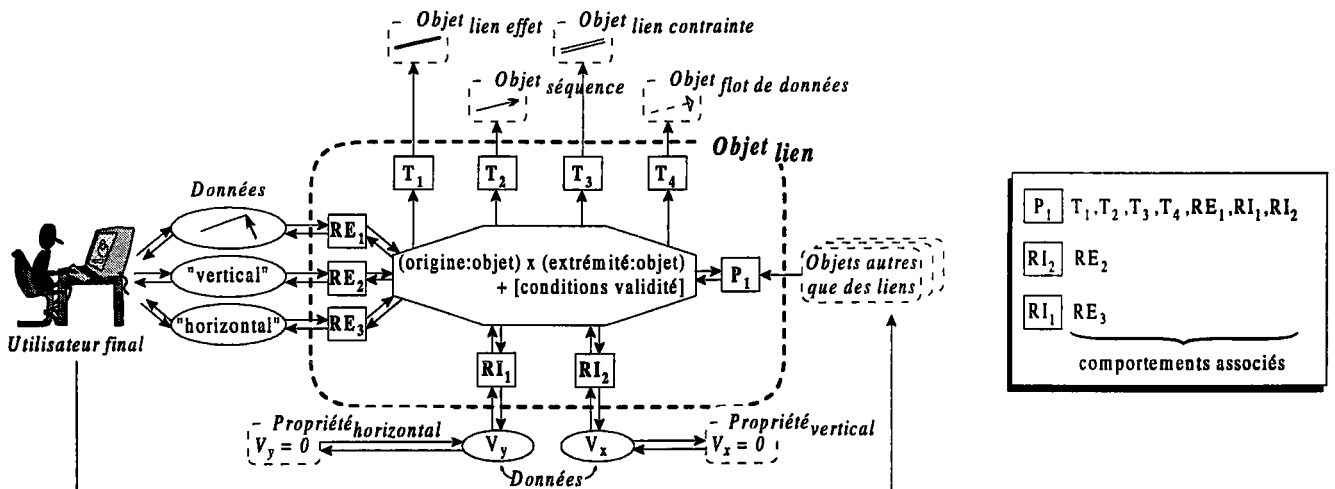 Objet lien effet
Objet lien contrainte
Objet séquence
Objet flot de données
Objet lien
T1
T2
T3
T4
Données
RE1
"vertical"
RE2
"horizontal"
RE3
Utilisateur final
(origine:objet) x (extrémité:objet)
+ [conditions validité]
P1
Objets autres
que des liens
RI1
RI2
Propriété horizontal
Vy = 0
Vy
Vx
Propriété vertical
Vx = 0
Données
P1 T1,T2,T3,T4,RE1,RI1,RI2
RI2 RE2
RI1 RE3
comportements associés